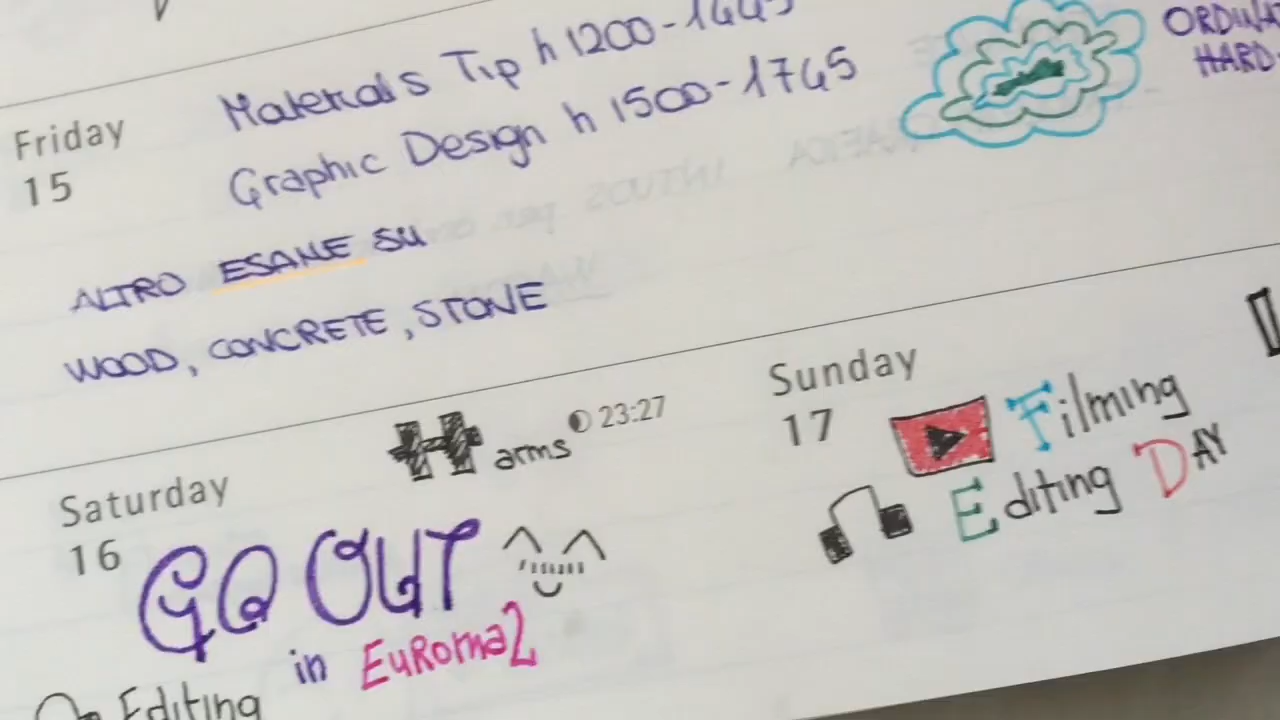 Materials Tip h 1200-1445
Friday
15
Graphic Design h 1500-1745
ORDINA
HARD
ALTRO ESAME SU
WOOD, CONCRETE, STONE
Saturday
16
arms 23:27
GO OUT
in EuRoma2
Editing
Sunday
17
Filming
Editing DAY